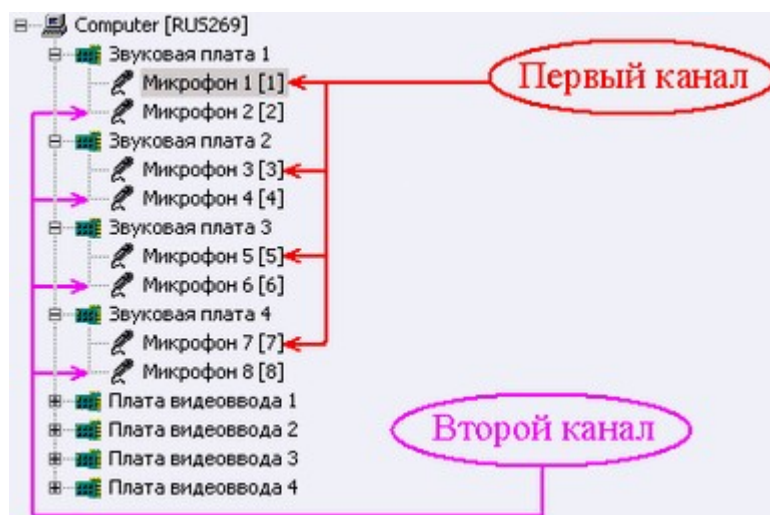 Computer [RUS269]
Звуковая плата 1
Микрофон 1 [1]
Первый канал
Микрофон 2 [2]
Звуковая плата 2
Микрофон 3 [3]
Микрофон 4 [4]
Звуковая плата 3
Микрофон 5 [5]
Микрофон 6 [6]
Звуковая плата 4
Микрофон 7 [7]
Микрофон 8 [8]
Плата видеоввода 1
Плата видеоввода 2
Второй канал
Плата видеоввода 3
Плата видеоввода 4